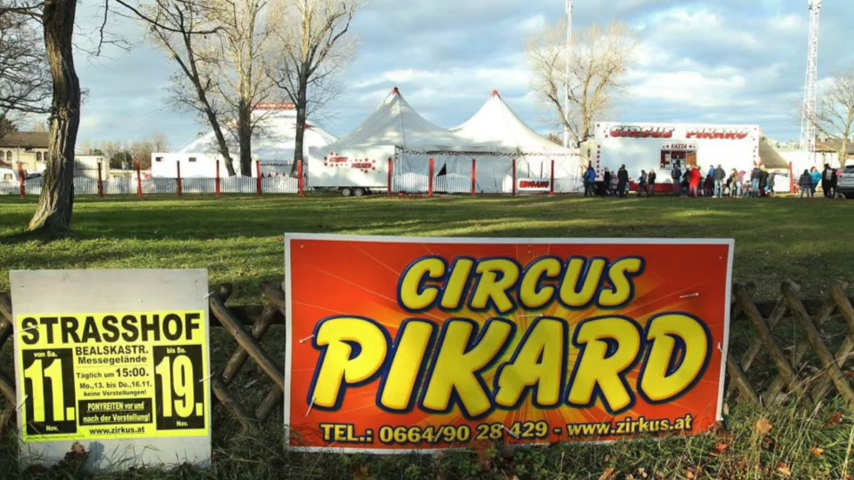 CIRCUS PIKARD
KASSA
CIRCUS
PIKARD
TEL.: 0664/90 28 429 - www.zirkus.at
STRASSHOF
von Sa.
11.
Nov.
BEALSKASTR.
Messegelände
Täglich um 15:00
Mo.,13. bis Do.,16.11.
keine Vorstellungen
PONYREITEN vor und
nach der Vorstellung
www.zirkus.at
bis So.
19.
Nov.